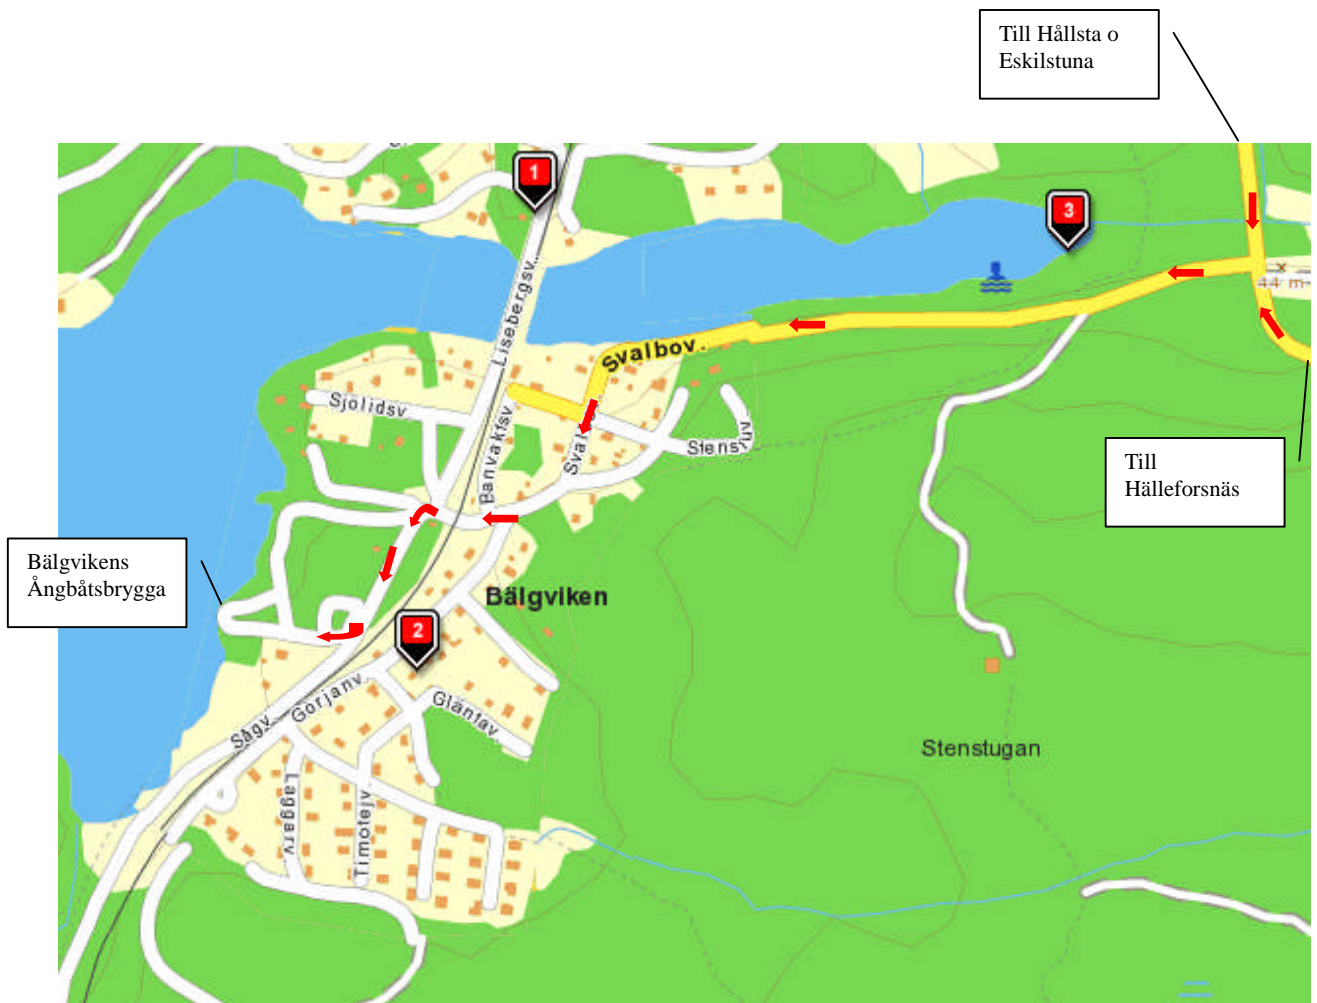 Till Hållsta o
Eskilstuna
1
3
44 m
Lisebergsv.
Svalbov.
Sjölidsv
Banvaktsv
Sval
Stens
Till
Hälleforsnäs
Bälgvikens
Ångbåtsbrygga
Bälgviken
2
Gorjanv.
Gläntav.
Sågv.
Stenstugan
Laggarv.
Timotejv.